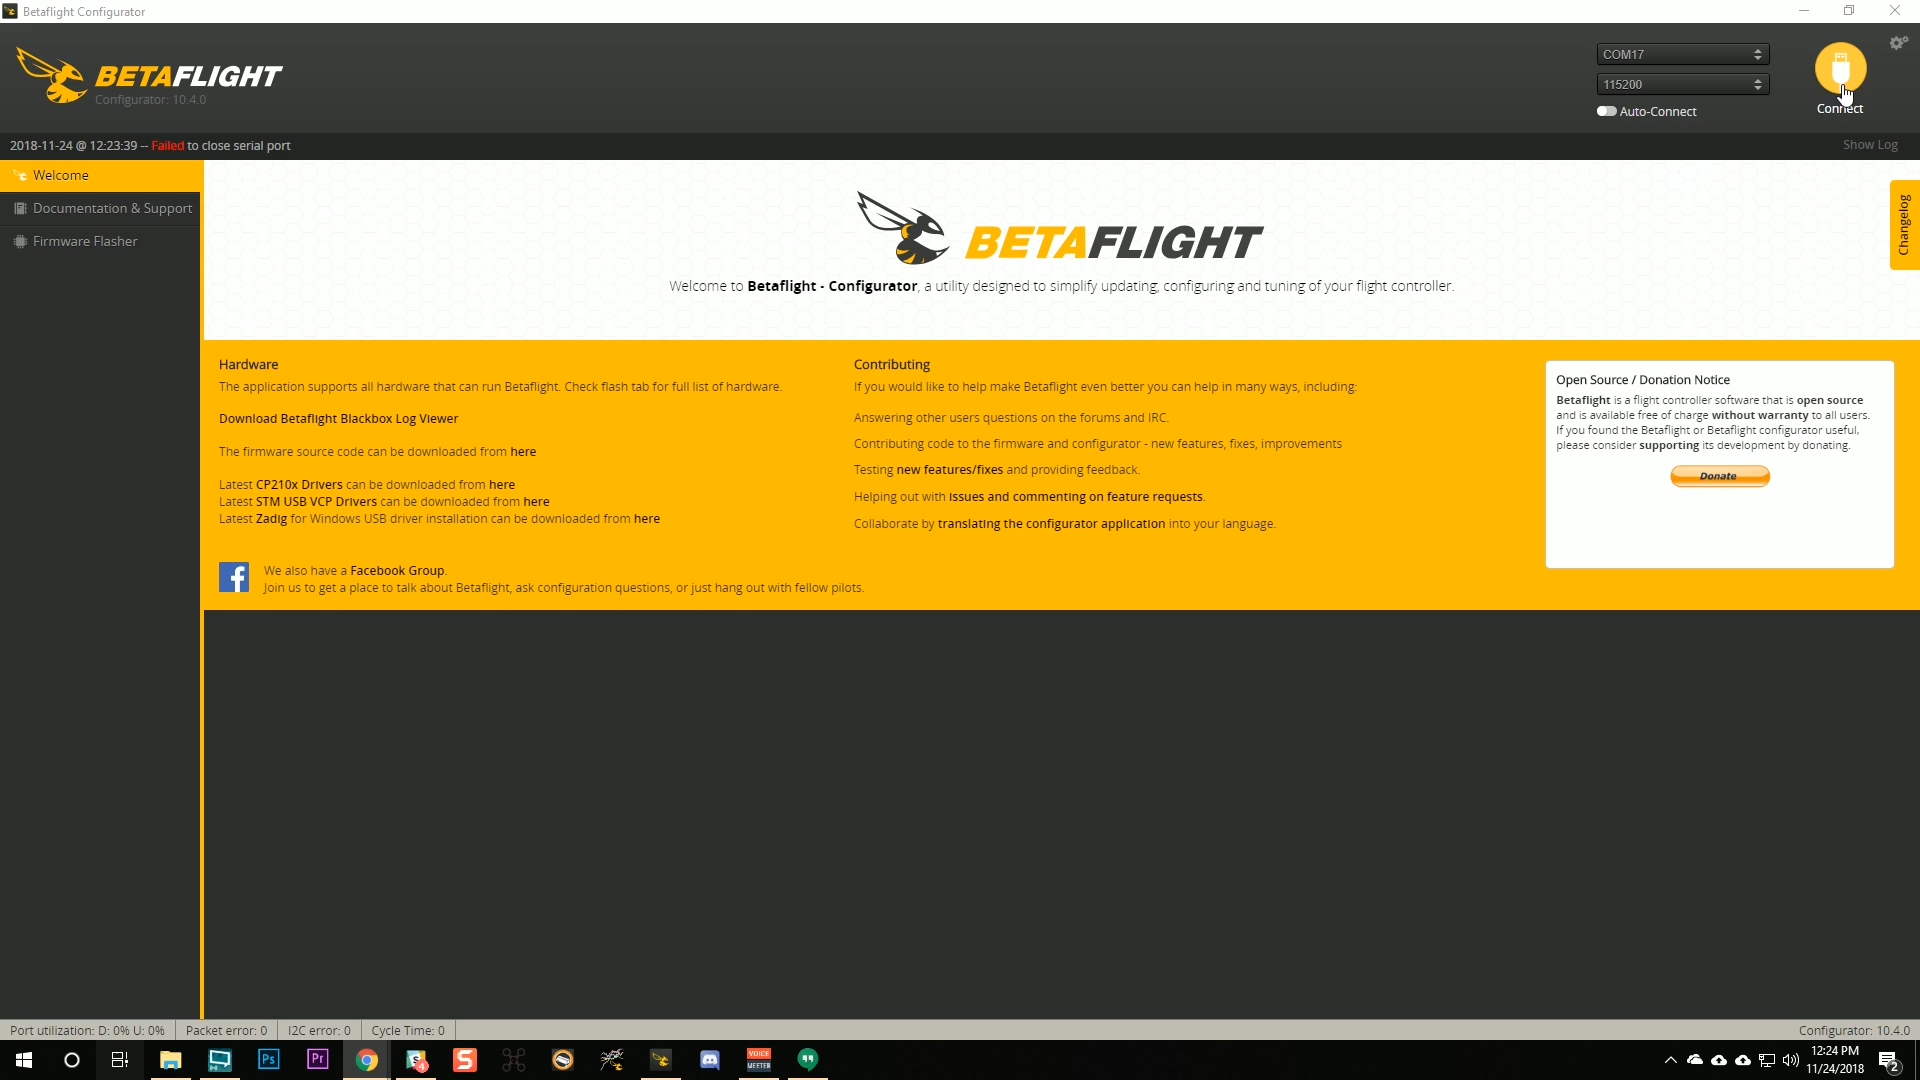 Betaflight Configurator
BETAFLIGHT
Configurator: 10.4.0
COM17
115200
Auto-Connect
Connect
2018-11-24 @ 12:23:39 -- Failed to close serial port
Show Log
Welcome
Documentation & Support
Firmware Flasher
Changelog
BETAFLIGHT
Welcome to Betaflight - Configurator, a utility designed to simplify updating, configuring and tuning of your flight controller.
Hardware
The application supports all hardware that can run Betaflight. Check flash tab for full list of hardware.
Download Betaflight Blackbox Log Viewer
The firmware source code can be downloaded from here
Latest CP210x Drivers can be downloaded from here
Latest STM USB VCP Drivers can be downloaded from here
Latest Zadig for Windows USB driver installation can be downloaded from here
We also have a Facebook Group.
Join us to get a place to talk about Betaflight, ask configuration questions, or just hang out with fellow pilots.
Contributing
If you would like to help make Betaflight even better you can help in many ways, including:
Answering other users questions on the forums and IRC.
Contributing code to the firmware and configurator - new features, fixes, improvements
Testing new features/fixes and providing feedback.
Helping out with issues and commenting on feature requests.
Collaborate by translating the configurator application into your language.
Open Source / Donation Notice
Betaflight is a flight controller software that is open source
and is available free of charge without warranty to all users.
If you found the Betaflight or Betaflight configurator useful,
please consider supporting its development by donating.
Donate
Port utilization: D: 0% U: 0%
Packet error: 0
I2C error: 0
Cycle Time: 0
Configurator: 10.4.0
Ps
Pr
S
4
S
VOICE
MEETER
12:24 PM
11/24/2018
2